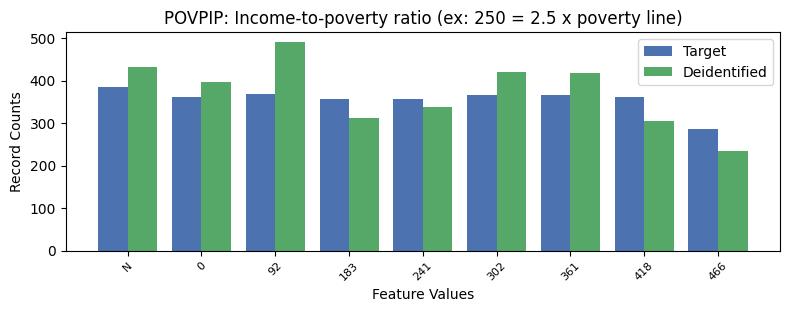 POVPIP: Income-to-poverty ratio (ex: 250 = 2.5 x poverty line)
500
400
300
200
100
0
Record Counts
Target
Deidentified
N 0 92 183 241 302 361 418 466
Feature Values